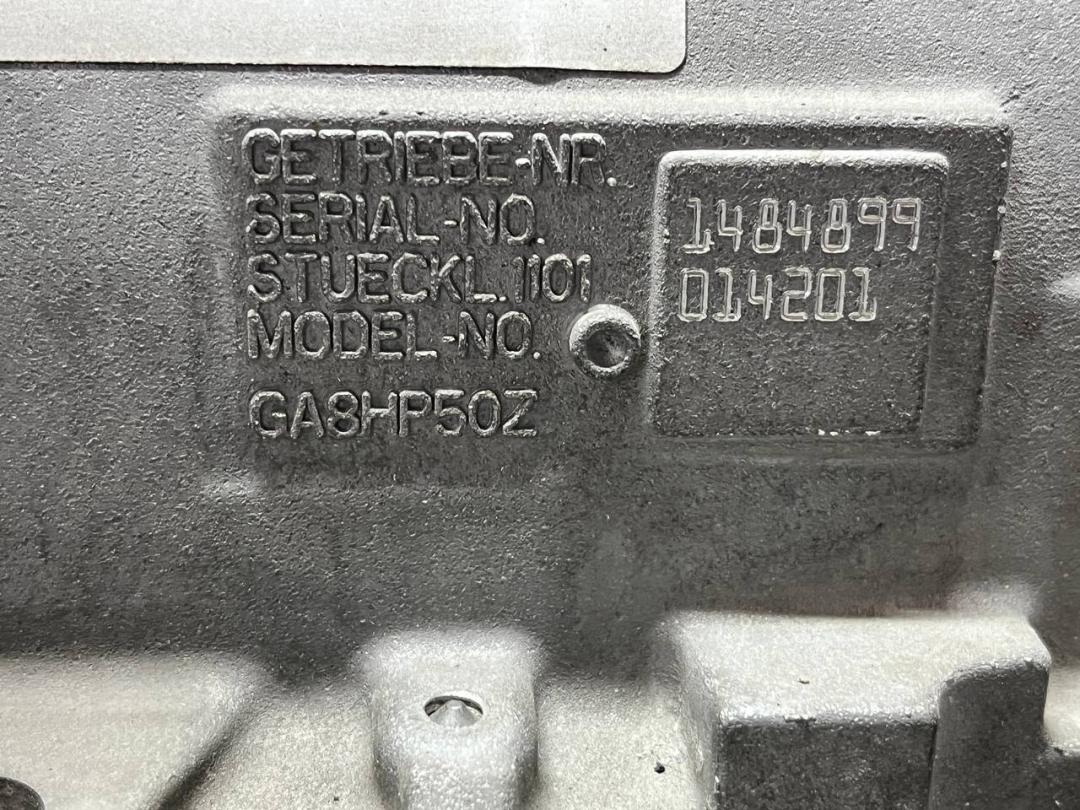 GETRIEBE-NR.
SERIAL-NO. 1484899
STUECKL.1101 014201
MODEL-NO.
GA8HP50Z